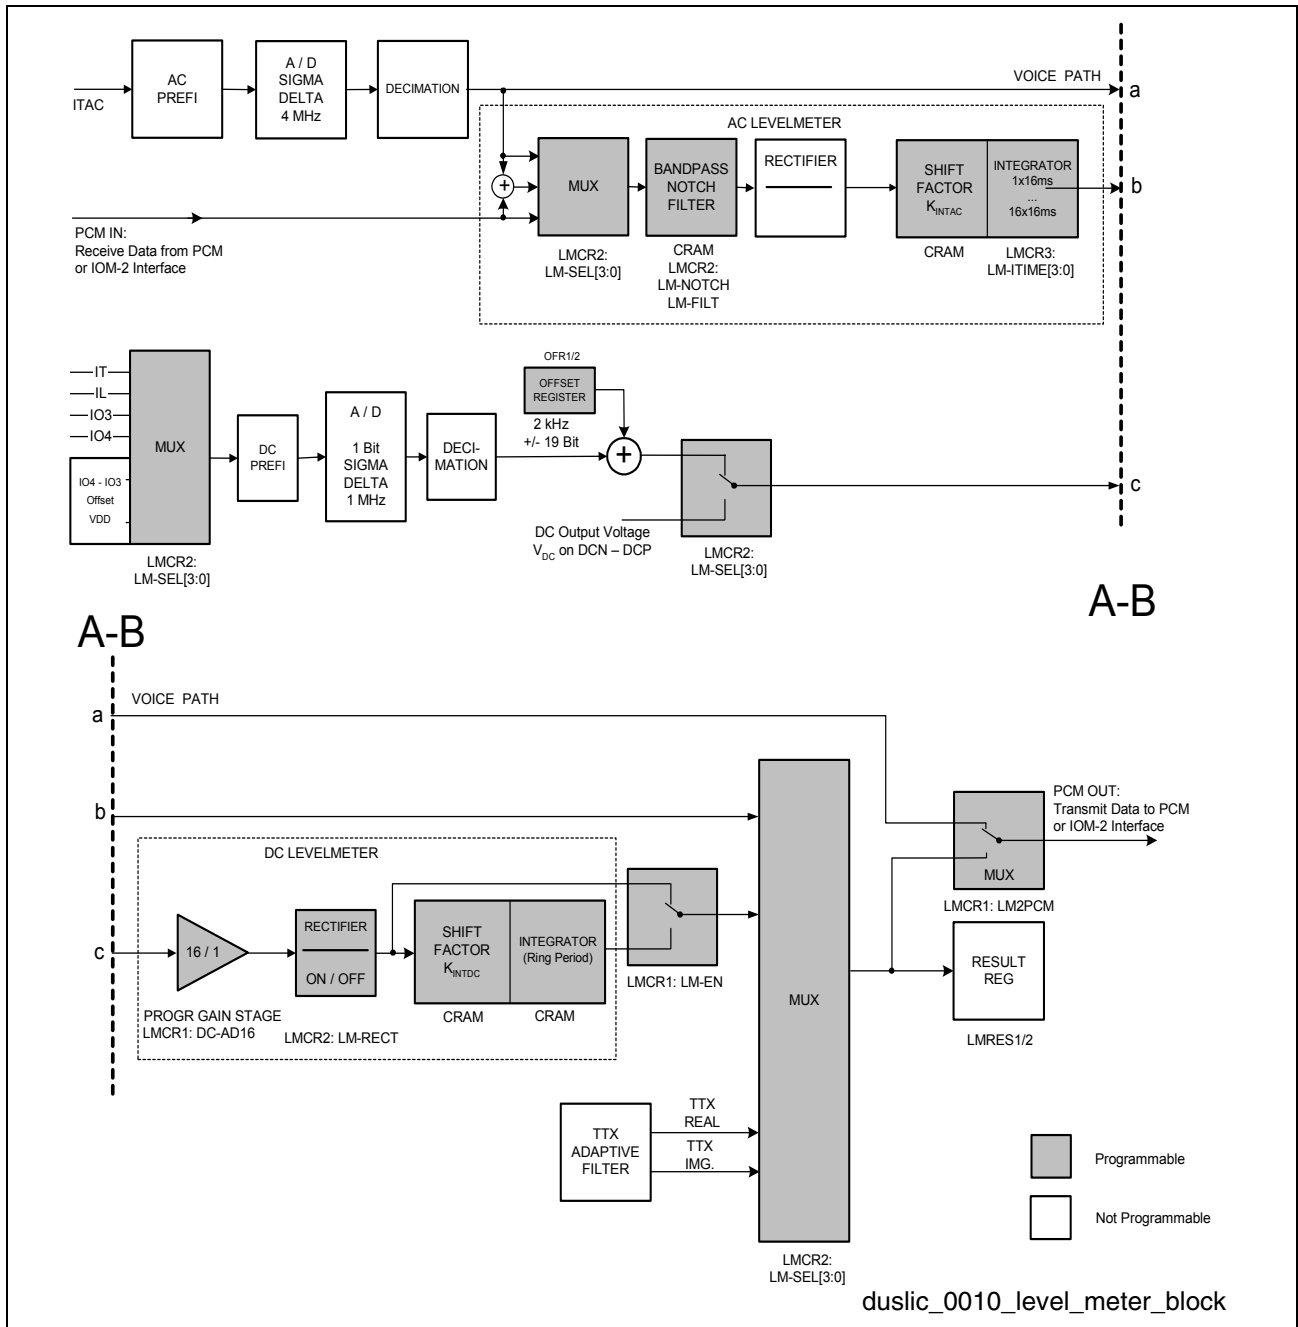 ITAC
AC
PREFI
A / D
SIGMA
DELTA
4 MHz
DECIMATION
VOICE PATH
a
AC LEVELMETER
MUX
LMCR2:
LM-SEL[3:0]
BANDPASS
NOTCH
FILTER
CRAM
LMCR2:
LM-NOTCH
LM-FILT
RECTIFIER
SHIFT
FACTOR
KINTAC
CRAM
INTEGRATOR
1x16ms
...
16x16ms
LMCR3:
LM-ITIME[3:0]
b
+
PCM IN:
Receive Data from PCM
or IOM-2 Interface
IT
IL
IO3
IO4
IO4 - IO3
Offset
VDD
MUX
LMCR2:
LM-SEL[3:0]
DC
PREFI
A / D
1 Bit
SIGMA
DELTA
1 MHz
DECI-
MATION
OFR1/2
OFFSET
REGISTER
2 kHz
+/- 19 Bit
+
DC Output Voltage
VDC on DCN – DCP
LMCR2:
LM-SEL[3:0]
c
A-B
A-B
a
VOICE PATH
b
DC LEVELMETER
c
16 / 1
PROGR GAIN STAGE
LMCR1: DC-AD16
RECTIFIER
ON / OFF
LMCR2: LM-RECT
SHIFT
FACTOR
KINTDC
CRAM
INTEGRATOR
(Ring Period)
CRAM
LMCR1: LM-EN
MUX
LMCR2:
LM-SEL[3:0]
TTX
ADAPTIVE
FILTER
TTX
REAL
TTX
IMG.
PCM OUT:
Transmit Data to PCM
or IOM-2 Interface
MUX
LMCR1: LM2PCM
RESULT
REG
LMRES1/2
Programmable
Not Programmable
duslic_0010_level_meter_block